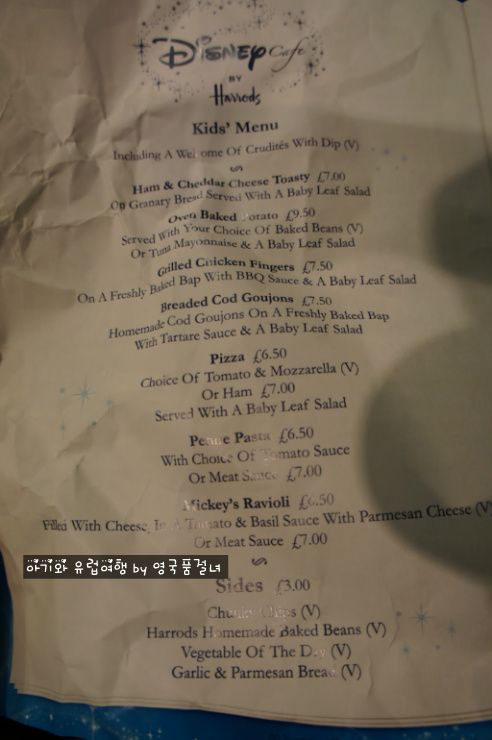 Disney Cafe
BY
Harrods
Kids' Menu
Including A Welcome Of Crudités With Dip (V)
Ham & Cheddar Cheese Toasty £7.00
On Granary Bread Served With A Baby Leaf Salad
Oven Baked Potato £9.50
Served With Your Choice Of Baked Beans (V)
Or Tuna Mayonnaise & A Baby Leaf Salad
Grilled Chicken Fingers £7.50
On A Freshly Baked Bap With BBQ Sauce & A Baby Leaf Salad
Breaded Cod Goujons £7.50
Homemade Cod Goujons On A Freshly Baked Bap
With Tartare Sauce & A Baby Leaf Salad
Pizza £6.50
Choice Of Tomato & Mozzarella (V)
Or Ham £7.00
Served With A Baby Leaf Salad
Penne Pasta £6.50
With Choice Of Tomato Sauce
Or Meat Sauce £7.00
Mickey's Ravioli £6.50
Filled With Cheese, In A Tomato & Basil Sauce With Parmesan Cheese (V)
Or Meat Sauce £7.00
아기와 유럽여행 by 영국품절녀
Sides £3.00
Chunky Chips (V)
Harrods Homemade Baked Beans (V)
Vegetable Of The Day (V)
Garlic & Parmesan Bread (V)